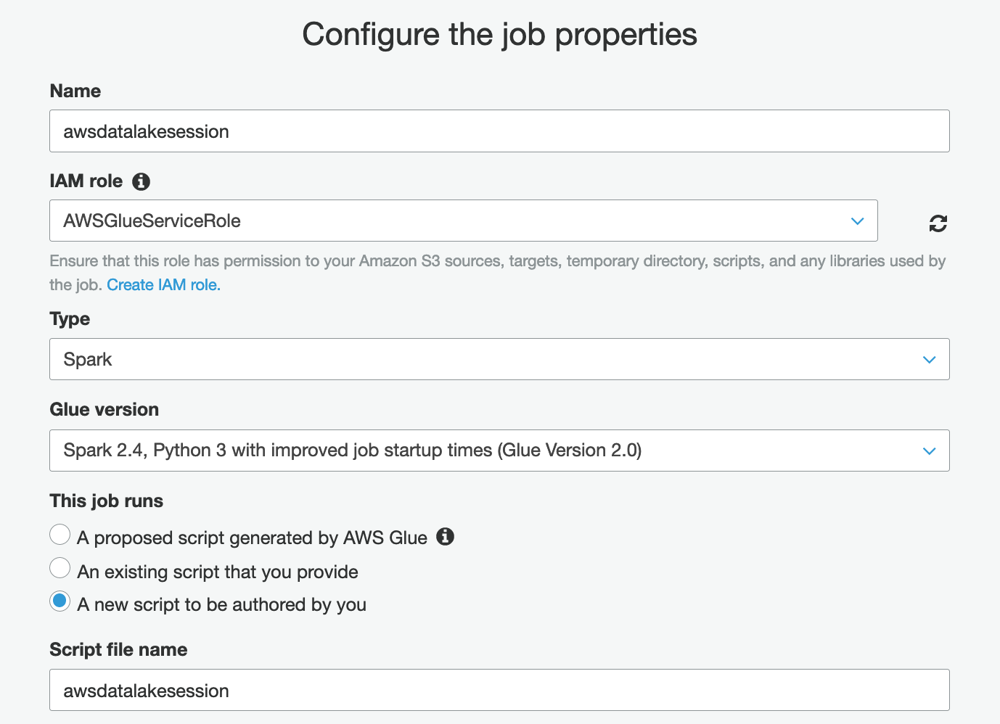 Configure the job properties
Name
awsdatalakesession
IAM role
AWSGlueServiceRole
Ensure that this role has permission to your Amazon S3 sources, targets, temporary directory, scripts, and any libraries used by
the job. Create IAM role.
Type
Spark
Glue version
Spark 2.4, Python 3 with improved job startup times (Glue Version 2.0)
This job runs
A proposed script generated by AWS Glue
An existing script that you provide
A new script to be authored by you
Script file name
awsdatalakesession